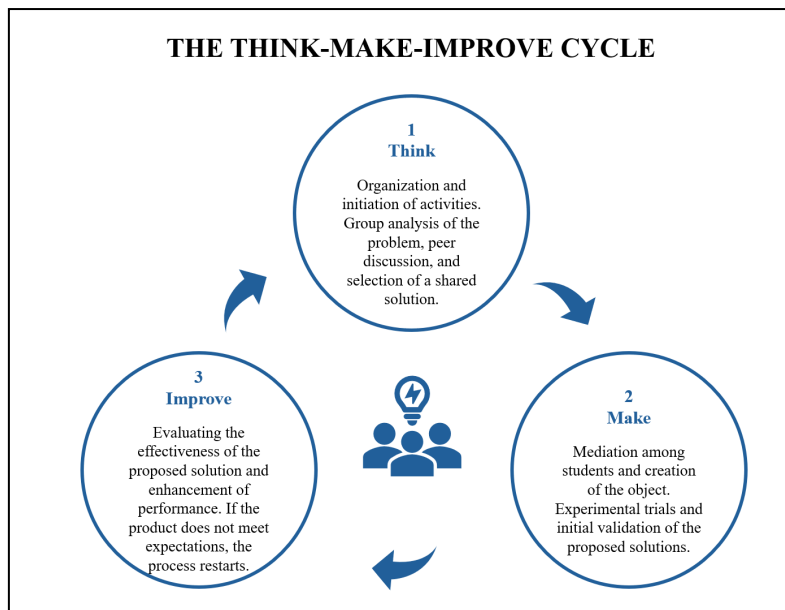 THE THINK-MAKE-IMPROVE CYCLE
1
Think
Organization and
initiation of activities.
Group analysis of the
problem, peer
discussion, and
selection of a shared
solution.
2
Make
Mediation among
students and creation
of the object.
Experimental trials and
initial validation of the
proposed solutions.
3
Improve
Evaluating the
effectiveness of the
proposed solution and
enhancement of
performance. If the
product does not meet
expectations, the
process restarts.